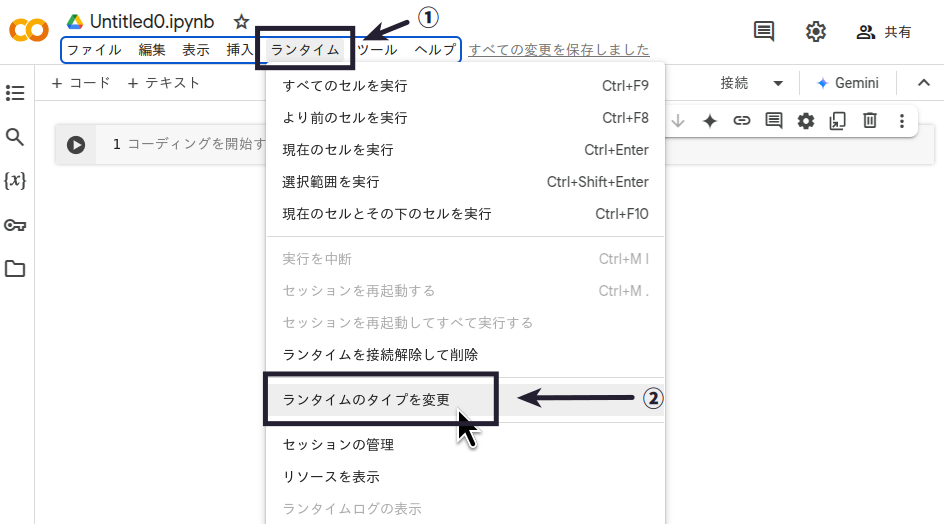 Untitled0.ipynb
①
ファイル 編集 表示 挿入 ランタイム ツール ヘルプ すべての変更を保存しました
共有
+ コード + テキスト
接続
Gemini
1 コーディングを開始す
すべてのセルを実行 Ctrl+F9
より前のセルを実行 Ctrl+F8
現在のセルを実行 Ctrl+Enter
選択範囲を実行 Ctrl+Shift+Enter
現在のセルとその下のセルを実行 Ctrl+F10
実行を中断 Ctrl+M I
セッションを再起動する Ctrl+M .
セッションを再起動してすべて実行する
ランタイムを接続解除して削除
ランタイムのタイプを変更
②
セッションの管理
リソースを表示
ランタイムログの表示